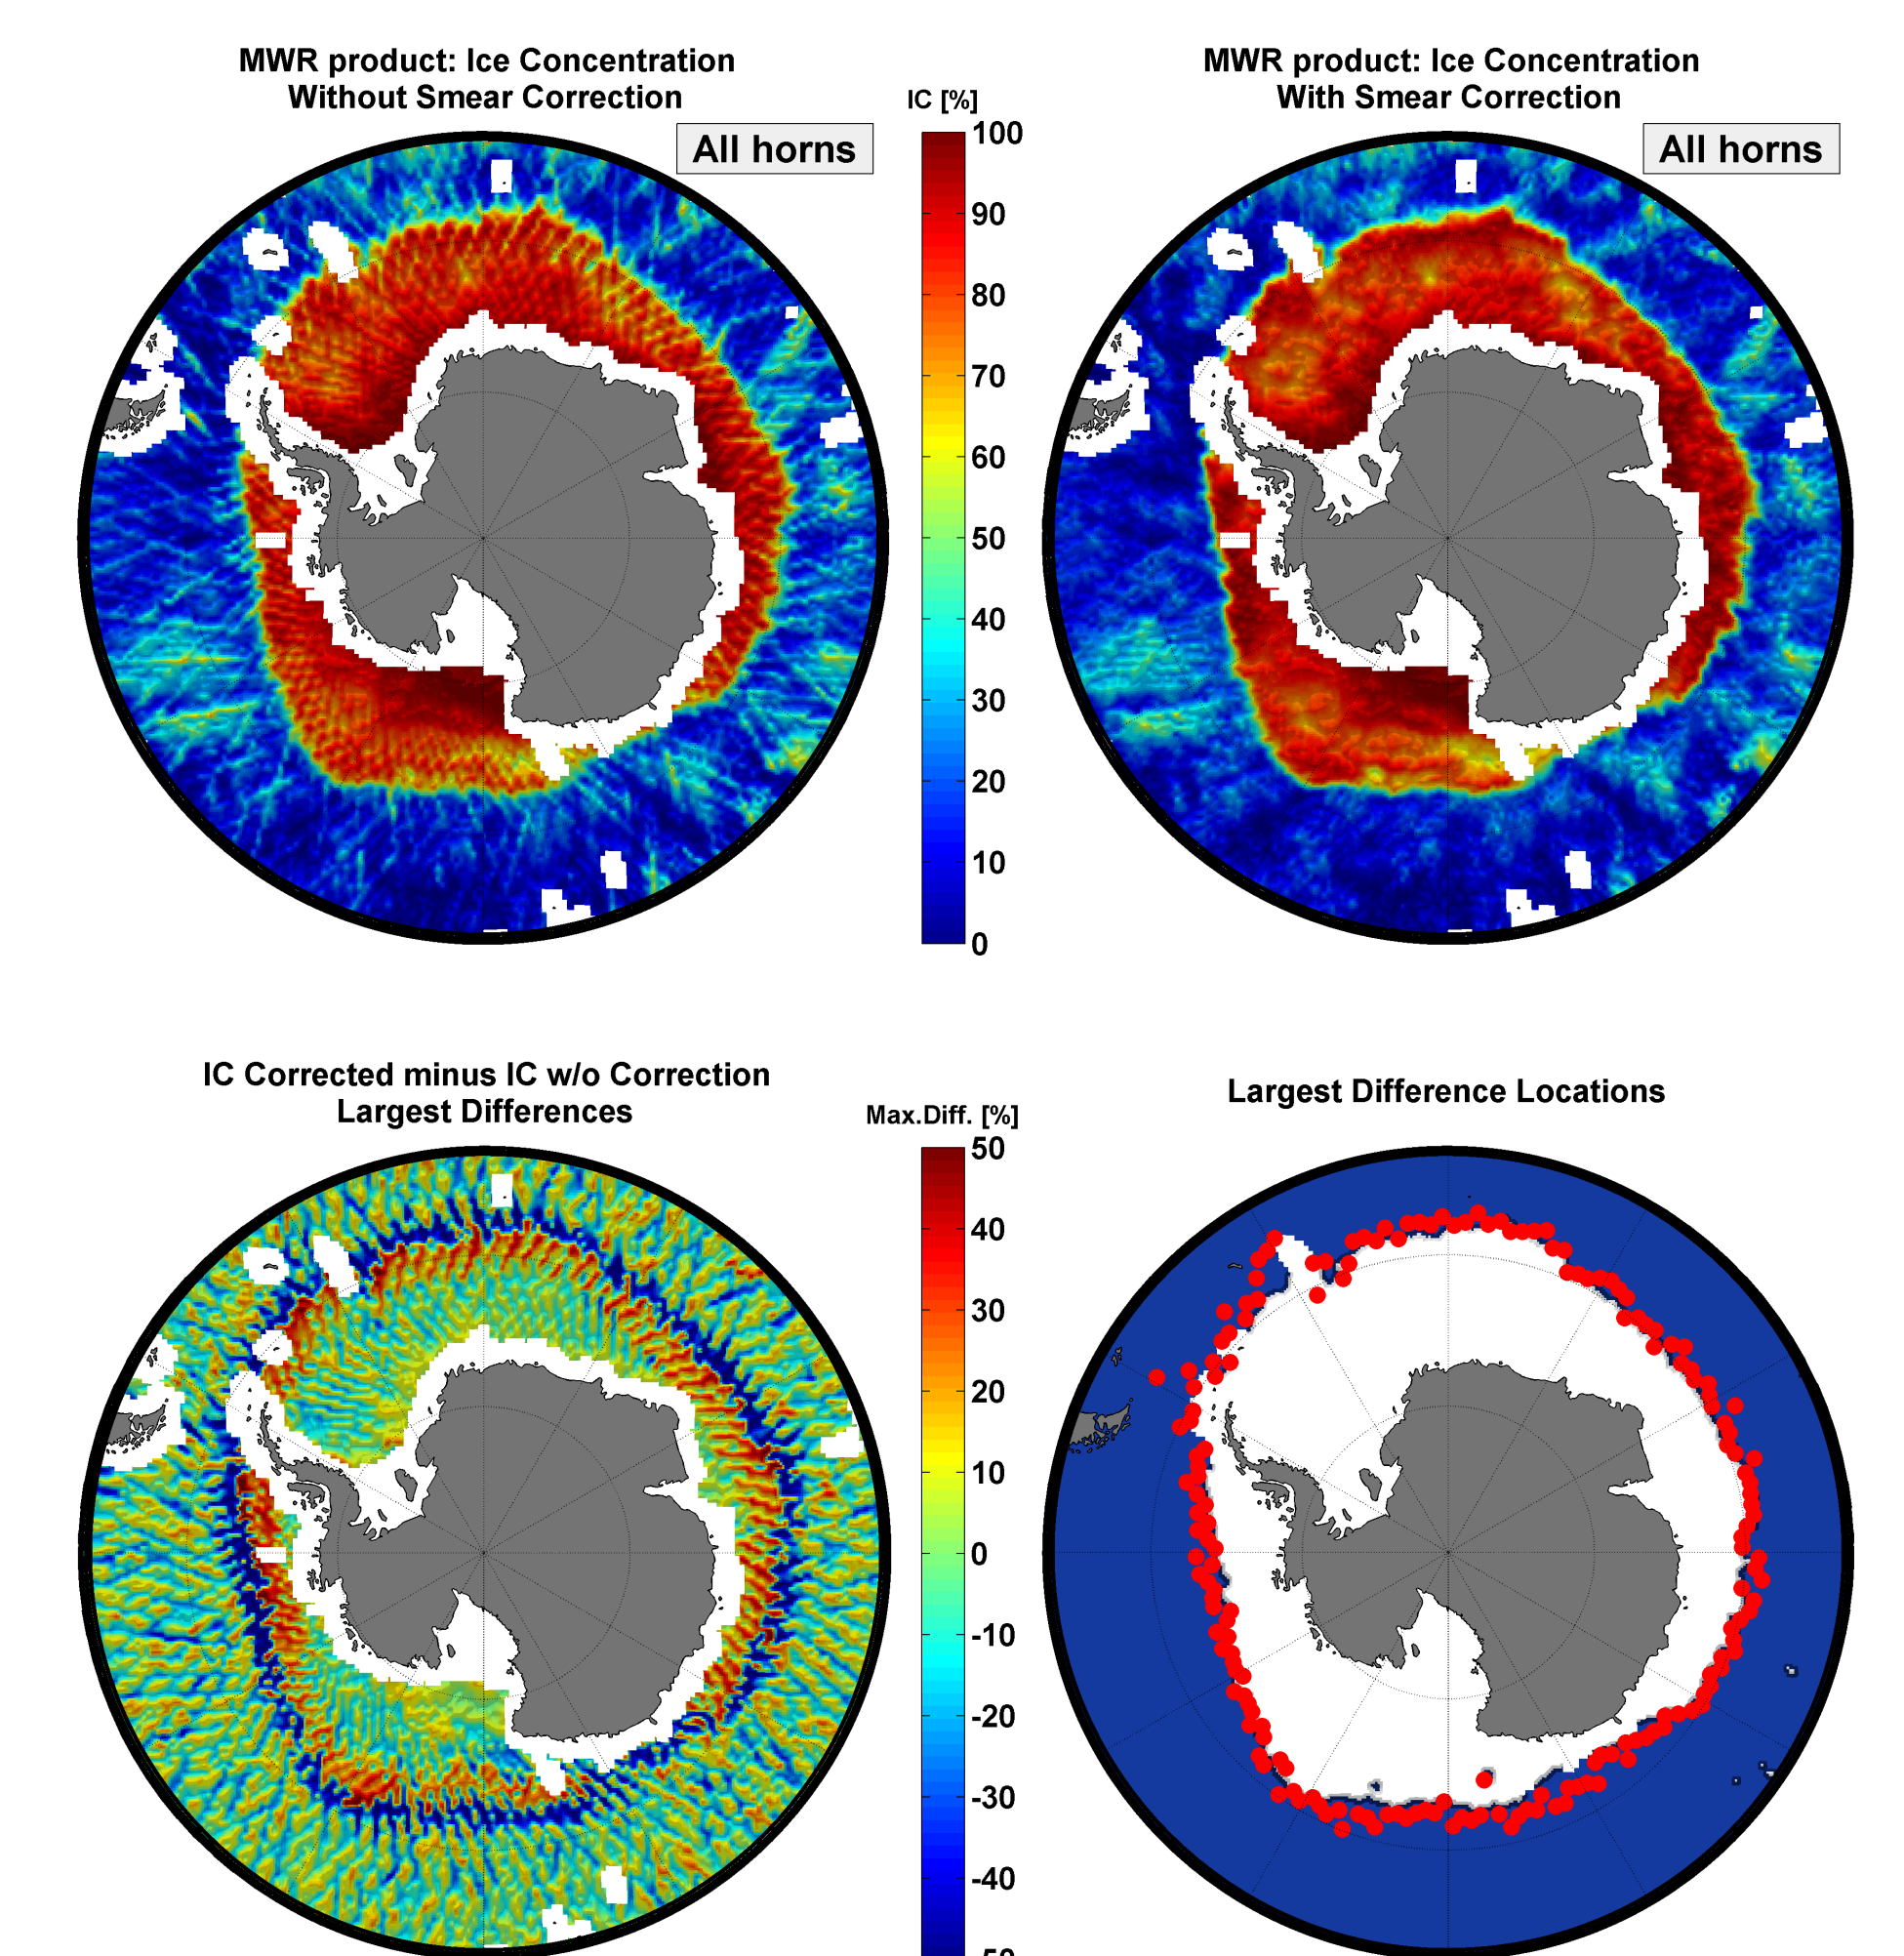 MWR product: Ice Concentration
Without Smear Correction
IC [%]
All horns
100
90
80
70
60
50
40
30
20
10
0
MWR product: Ice Concentration
With Smear Correction
All horns
IC Corrected minus IC w/o Correction
Largest Differences
Max.Diff. [%]
50
40
30
20
10
0
-10
-20
-30
-40
Largest Difference Locations